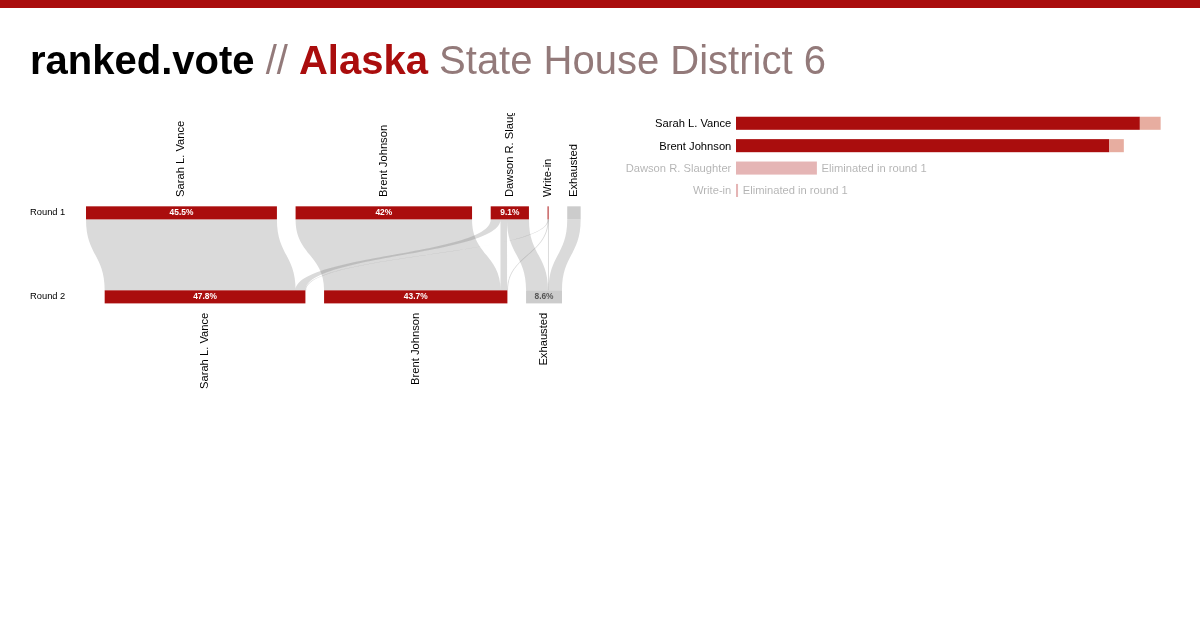 ranked.vote // Alaska State House District 6
Sarah L. Vance
Brent Johnson
Dawson R. Slaug
Write-in
Exhausted
Round 1
45.5%
42%
9.1%
Round 2
47.8%
43.7%
8.6%
Sarah L. Vance
Brent Johnson
Exhausted
Sarah L. Vance
Brent Johnson
Dawson R. Slaughter Eliminated in round 1
Write-in Eliminated in round 1